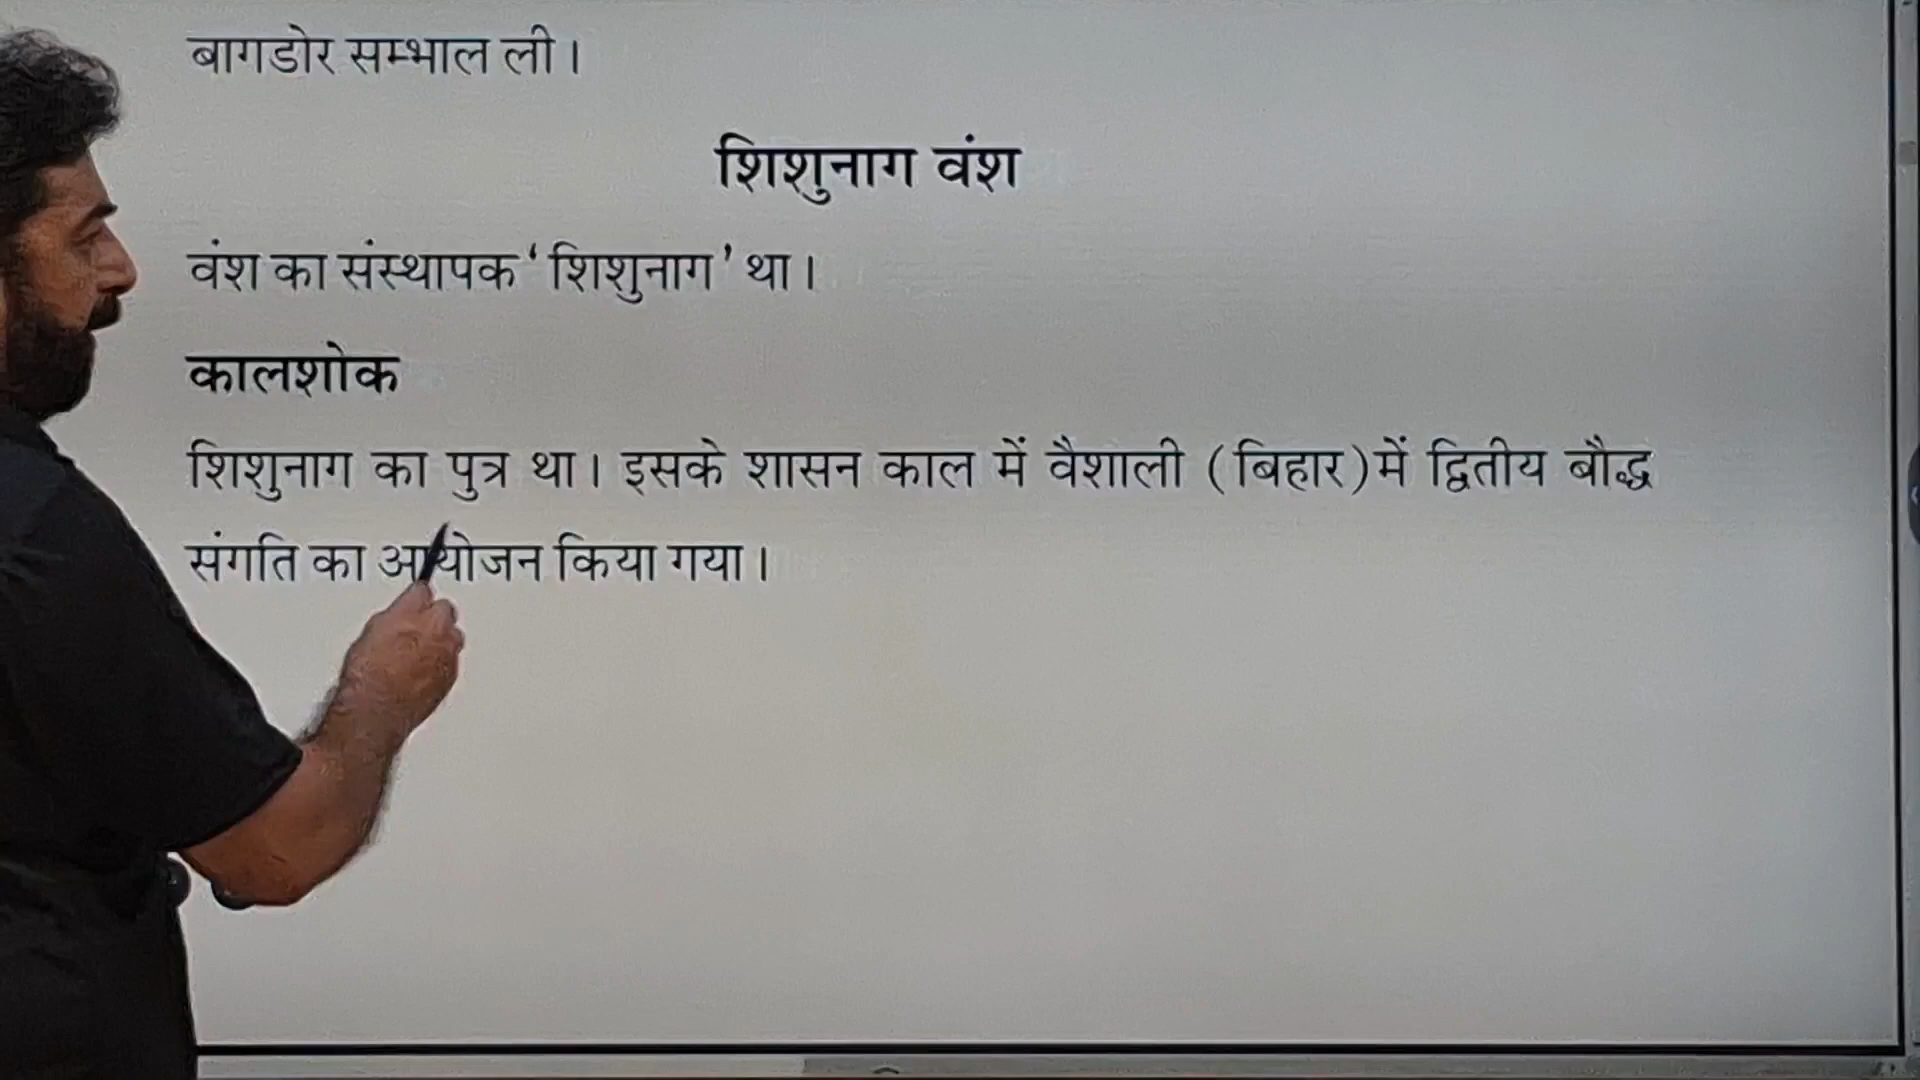 बागडोर सम्भाल ली।
शिशुनाग वंश
वंश का संस्थापक ‘शिशुनाग’ था।
कालशोक
शिशुनाग का पुत्र था। इसके शासन काल में वैशाली (बिहार) में द्वितीय बौद्ध
संगति का आयोजन किया गया।